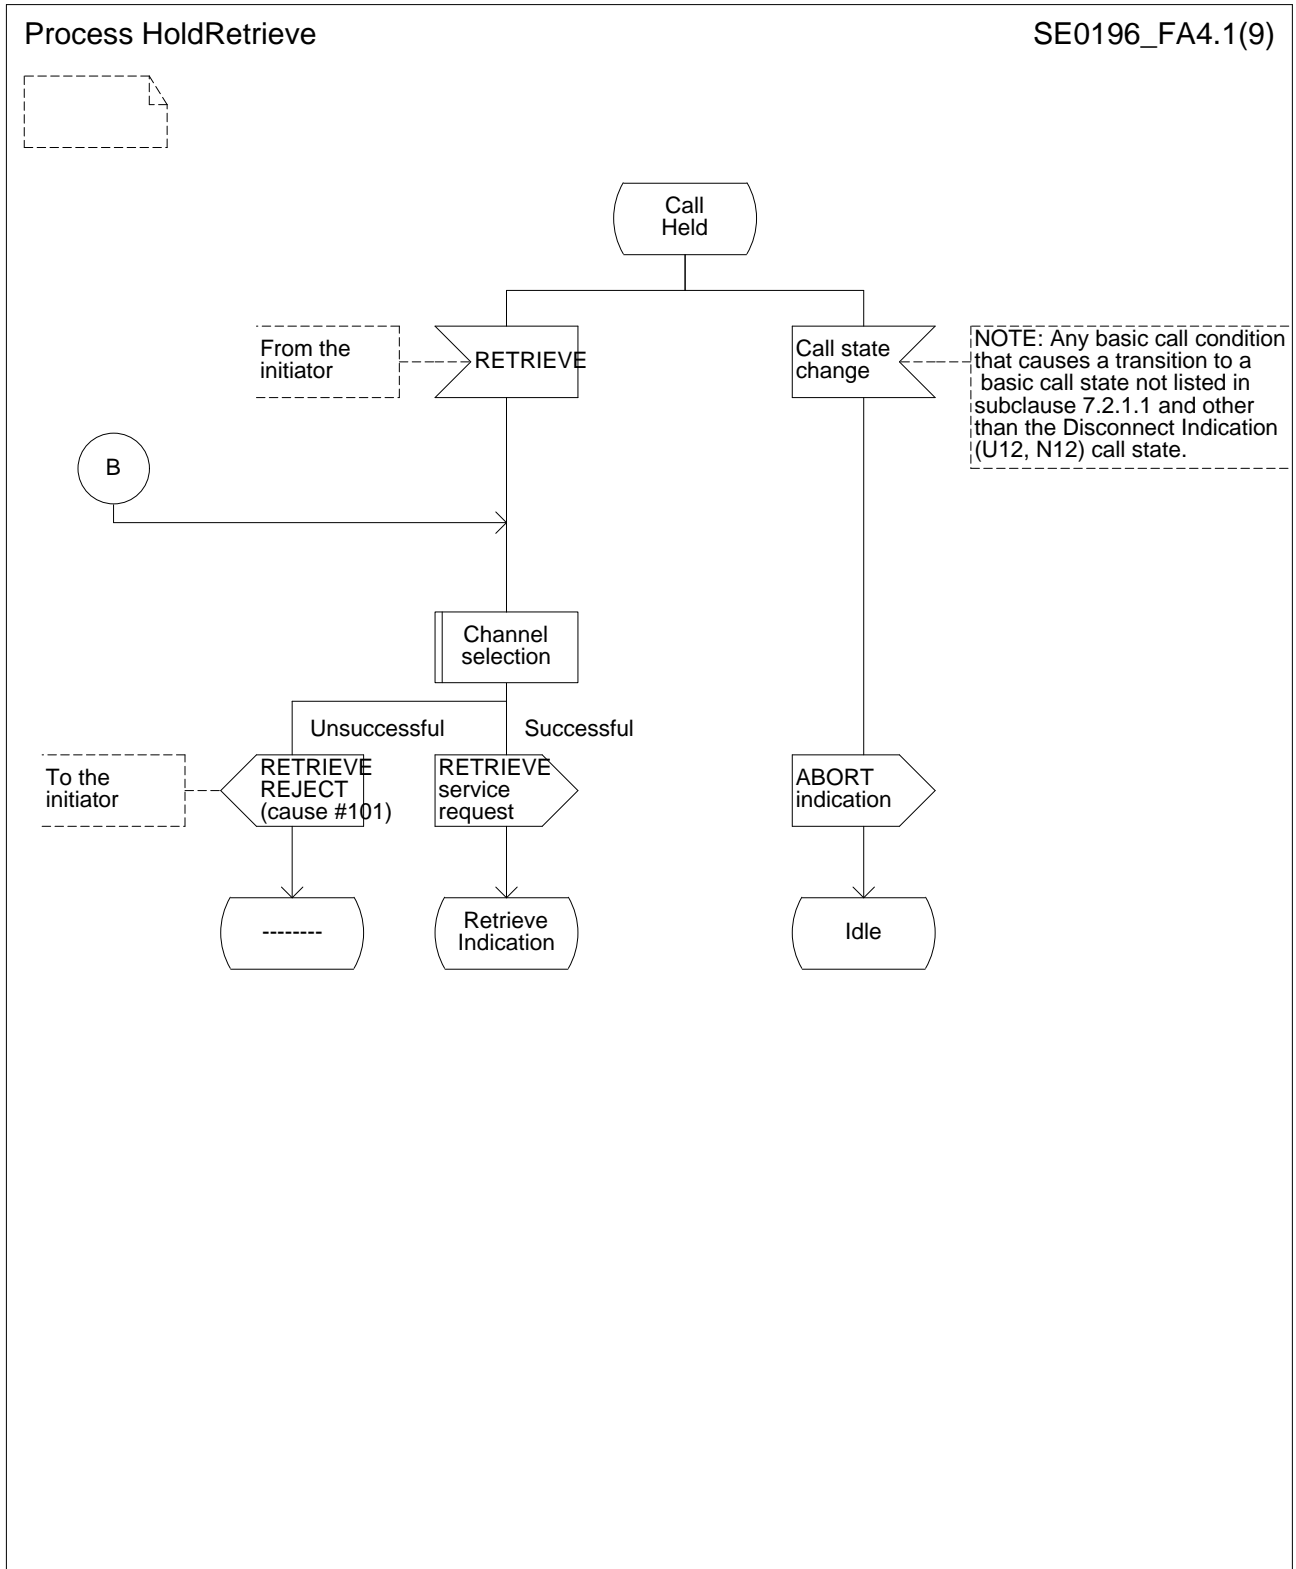 Process HoldRetrieve
SE0196_FA4.1(9)
Call
Held
From the
initiator
RETRIEVE
Call state
change
NOTE: Any basic call condition
that causes a transition to a
basic call state not listed in
subclause 7.2.1.1 and other
than the Disconnect Indication
(U12, N12) call state.
B
Channel
selection
Unsuccessful
Successful
To the
initiator
RETRIEVE
REJECT
(cause #101)
RETRIEVE
service
request
ABORT
indication
--------
Retrieve
Indication
Idle